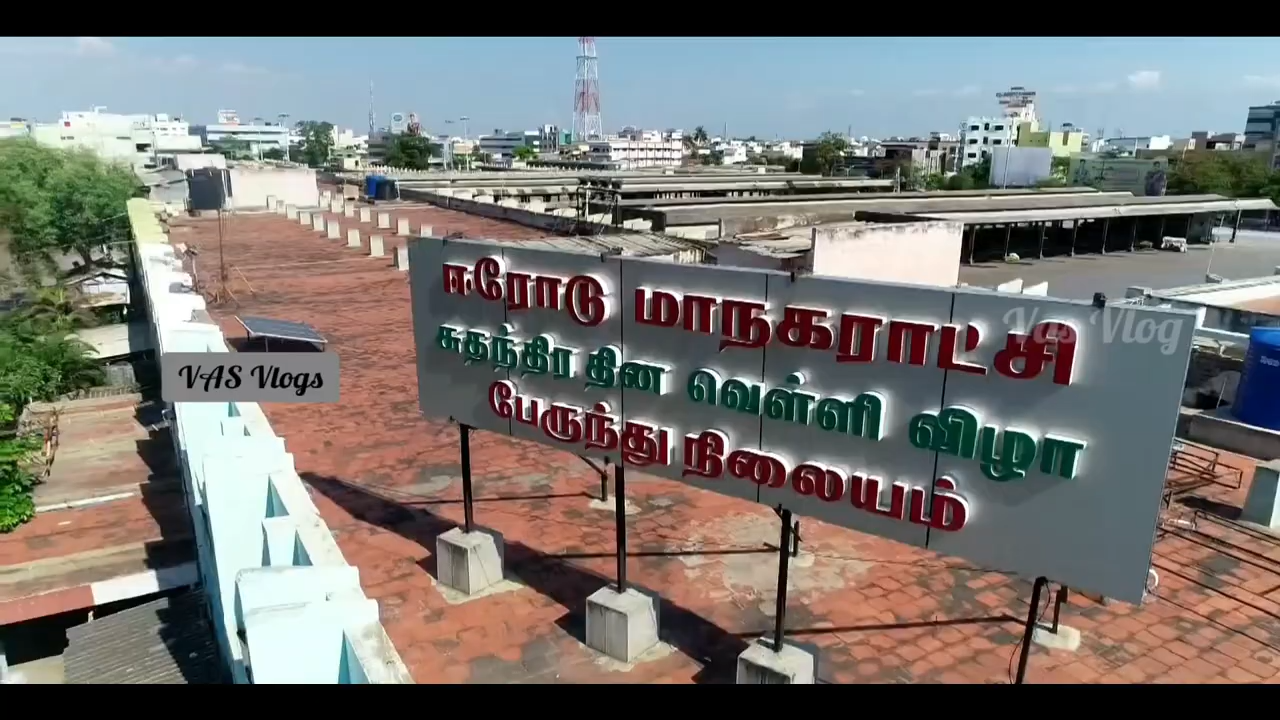 ஈரோடு மாநகராட்சி
சுதந்திர தின வெள்ளி விழா
பேருந்து நிலையம்
VAS Vlogs
Vas Vlog